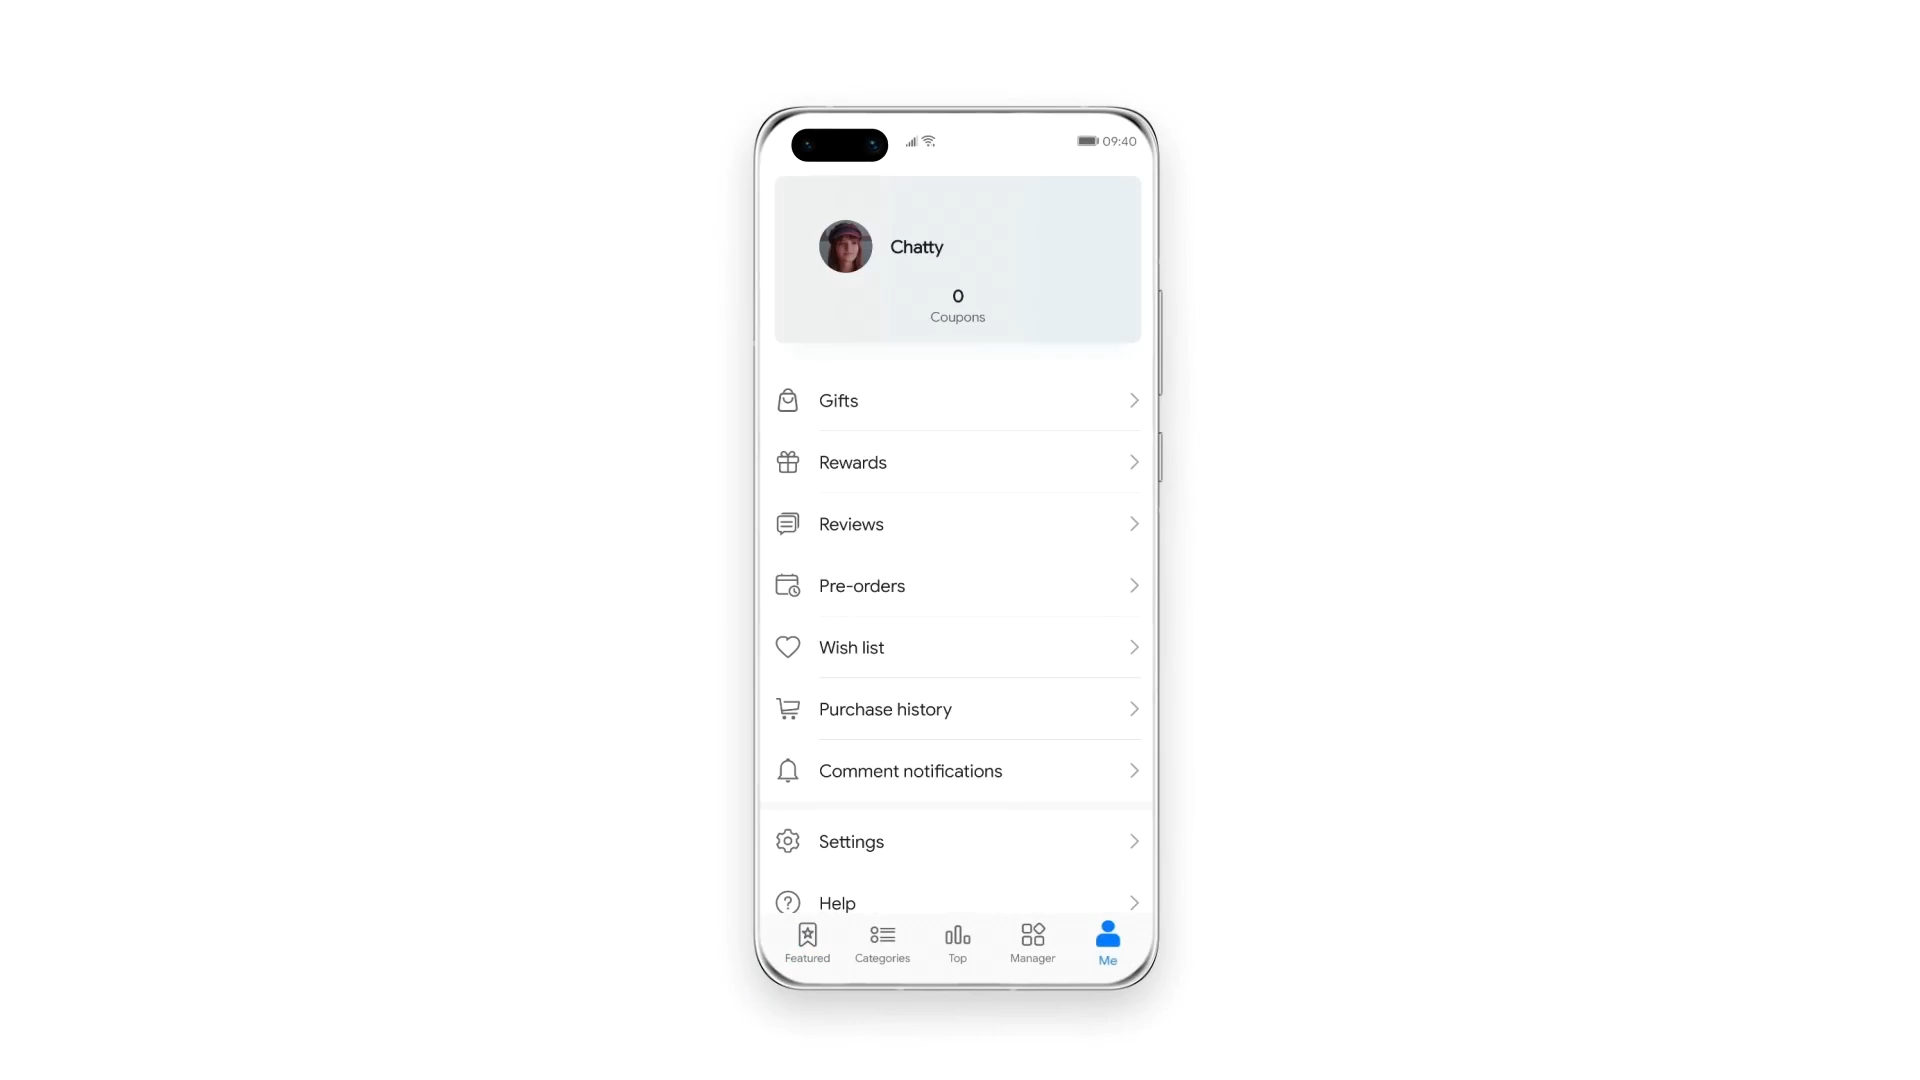 09:40
Chatty
0
Coupons
Gifts
Rewards
Reviews
Pre-orders
Wish list
Purchase history
Comment notifications
Settings
Help
Featured
Categories
Top
Manager
Me